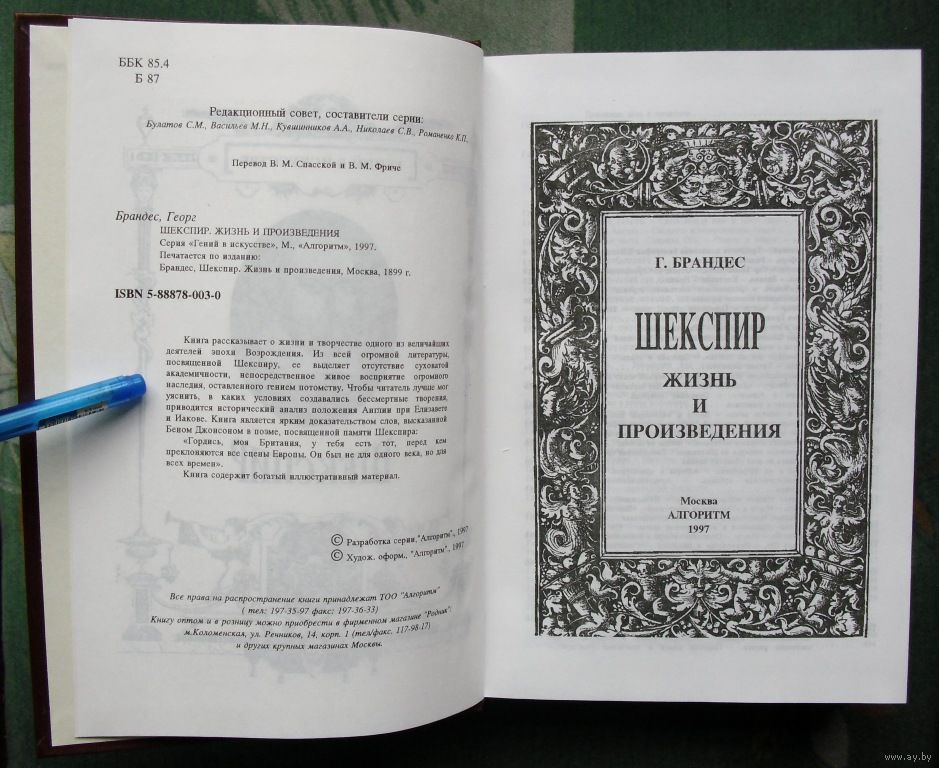 ББК 85.4
Б 87
Редакционный совет, составители серии:
Булатов С.М., Васильев М.Н., Кувшинников А.А., Николаев С.В., Романенко К.П.,
Перевод В. М. Спасской и В. М. Фриче
Брандес, Георг
ШЕКСПИР. ЖИЗНЬ И ПРОИЗВЕДЕНИЯ
Серия «Гений в искусстве», М., «Алгоритм», 1997.
Печатается по изданию:
Брандес, Шекспир. Жизнь и произведения, Москва, 1899 г.
ISBN 5-88878-003-0
Книга рассказывает о жизни и творчестве одного из величайших
деятелей эпохи Возрождения. Из всей огромной литературы,
посвященной Шекспиру, ее выделяет отсутствие суховатой
академичности, непосредственное живое восприятие огромного
наследия, оставленного гением потомству. Чтобы читатель лучше мог
уяснить, в каких условиях создавались бессмертные творения,
приводится исторический анализ положения Англии при Елизавете
и Иакове. Книга является ярким доказательством слов, высказанной
Беном Джонсоном в поэме, посвященной памяти Шекспира:
«Гордись, моя Британия, у тебя есть тот, перед кем
преклоняются все сцены Европы. Он был не для одного века, но для
всех времен».
Книга содержит богатый иллюстративный материал.
© Разработка серии,"Алгоритм"., 1997
© Худож. оформ., "Алгоритм"., 1997
Все права на распространение книги принадлежат ТОО "Алгоритм"
( тел: 197-35-97 факс: 197-36-33)
Книгу оптом и в розницу можно приобрести в фирменном магазине "Родник":
м.Коломенская, ул. Речников, 14, корп. 1 (тел/факс. 117-98-17)
и других крупных магазинах Москвы.
Г. БРАНДЕС
ШЕКСПИР
ЖИЗНЬ
И
ПРОИЗВЕДЕНИЯ
Москва
АЛГОРИТМ
1997
www.ay.by